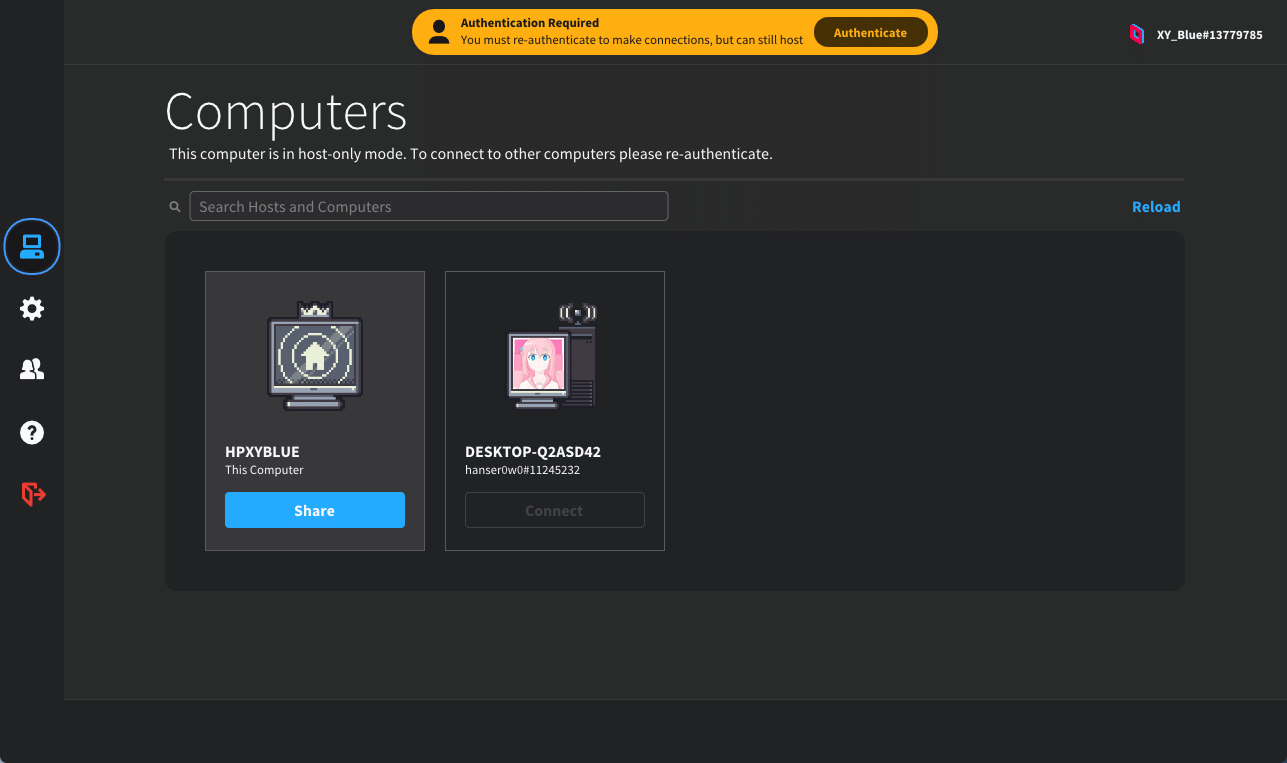 Authentication Required
You must re-authenticate to make connections, but can still host
Authenticate
XY_Blue#13779785
Computers
This computer is in host-only mode. To connect to other computers please re-authenticate.
Search Hosts and Computers
Reload
HPXYBLUE
This Computer
Share
DESKTOP-Q2ASD42
hanser0w0#11245232
Connect